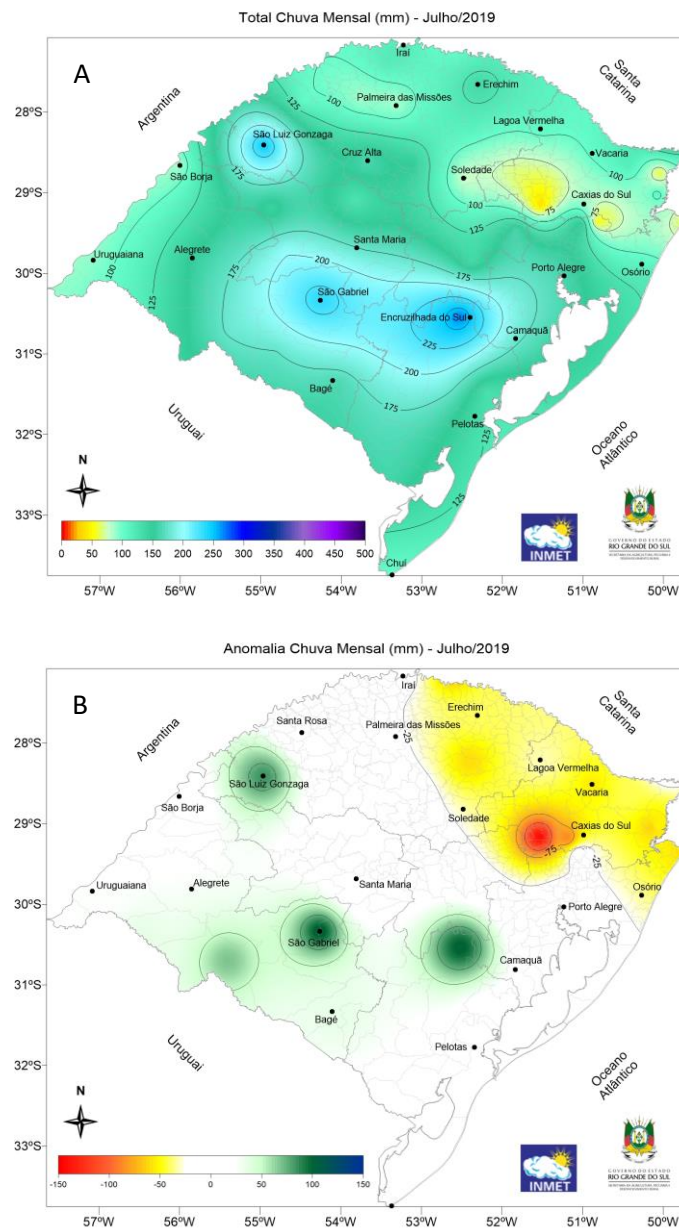 Total Chuva Mensal (mm) - Julho/2019
A
Iraí
Santa
Catarina
Erechim
28ºS
Argentina
100
Palmeira das Missões
125
Lagoa Vermelha
São Luiz Gonzaga
Cruz Alta
Vacaria
175
Soledade
100
São Borja
29ºS
75
Caxias do Sul
75
100
125
Santa Maria
Uruguaiana
100
Alegrete
175
200
175
Porto Alegre
Osório
30ºS
125
São Gabriel
Encruzilhada do Sul
Camaquã
225
31ºS
200
Bagé
175
Uruguai
Pelotas
32ºS
125
Oceano
Atlântico
N
125
33ºS
0 50 100 150 200 250 300 350 400 450 500
INMET
GOVERNO DO ESTADO
RIO GRANDE DO SUL
Chuí
57ºW 56ºW 55ºW 54ºW 53ºW 52ºW 51ºW 50ºW
Anomalia Chuva Mensal (mm) - Julho/2019
B
Iraí
Santa
Catarina
Erechim
Argentina
Santa Rosa
Palmeira das Missões
-25
28ºS
Lagoa Vermelha
São Luiz Gonzaga
Vacaria
São Borja
Soledade
29ºS
Caxias do Sul
-75
-25
Uruguaiana
Alegrete
Santa Maria
Osório
30ºS
Porto Alegre
São Gabriel
Camaquã
31ºS
Bagé
Uruguai
Pelotas
32ºS
Oceano
Atlântico
N
33ºS
-150 -100 -50 0 50 100 150
INMET
GOVERNO DO ESTADO
RIO GRANDE DO SUL
57ºW 56ºW 55ºW 54ºW 53ºW 52ºW 51ºW 50ºW